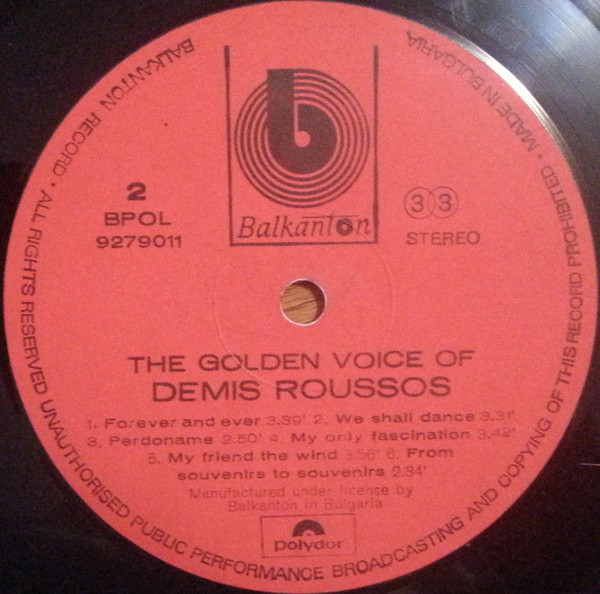 BALKANTON RECORD · ALL RIGHTS RESERVED UNAUTHORISED PUBLIC PERFORMANCE BROADCASTING AND COPYING OF THIS RECORD PROHIBITED · MADE IN BULGARIA
b
Balkanton
2
BPOL
9279011
33
STEREO
THE GOLDEN VOICE OF
DEMIS ROUSSOS
1. Forever and ever 3.39' 2. We shall dance 3.31'
3. Perdoname 2.50' 4. My only fascination 3.42'
5. My friend the wind 3.56' 6. From
souvenirs to souvenirs 2.34'
Manufactured under license by
Balkanton in Bulgaria
polydor